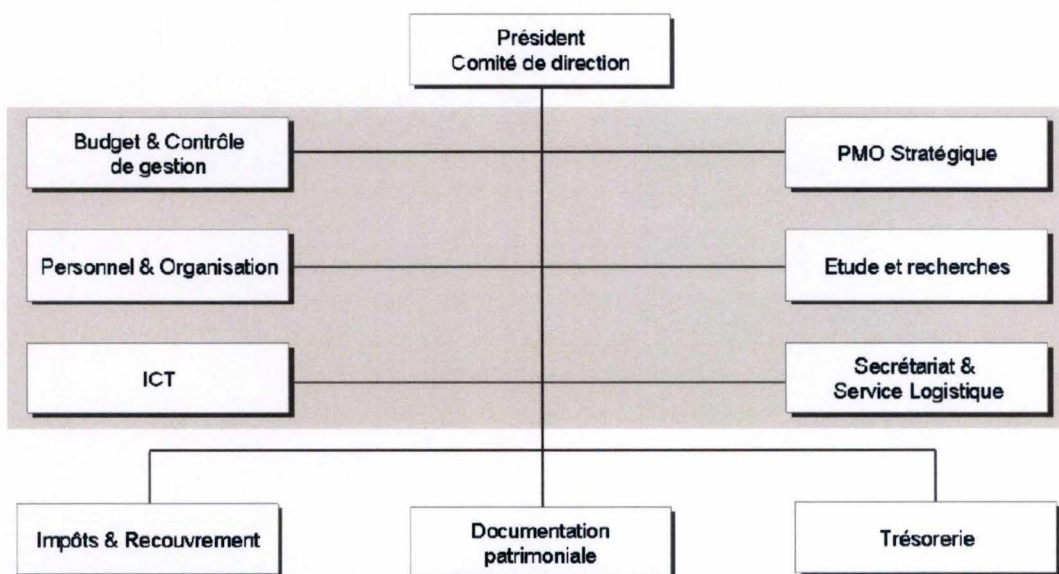 Président
Comité de direction
Budget & Contrôle
de gestion
PMO Stratégique
Personnel & Organisation
Etude et recherches
ICT
Secrétariat &
Service Logistique
Impôts & Recouvrement
Documentation
patrimoniale
Trésorerie